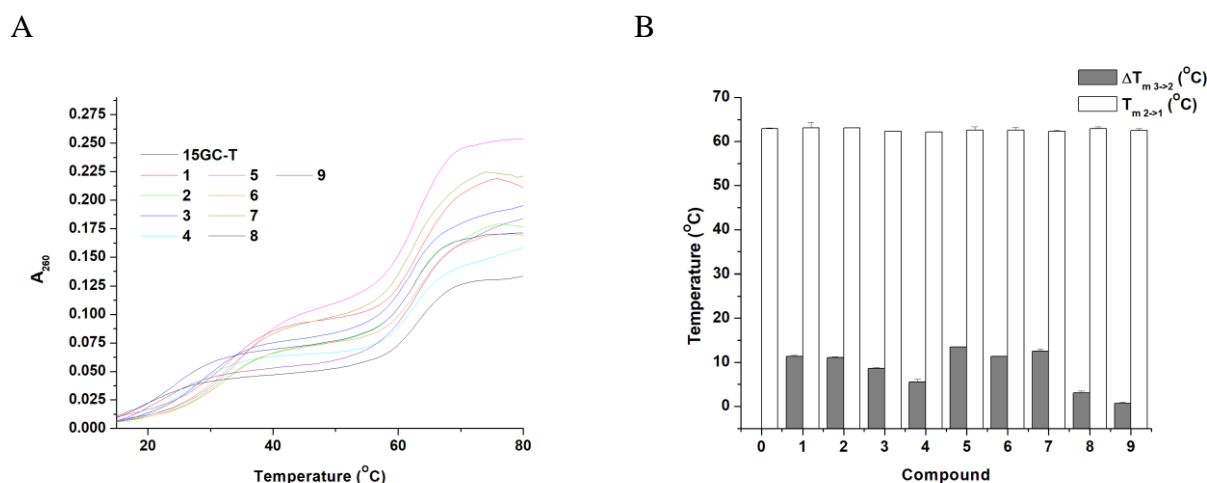 A
B
0.275
0.250
0.225
0.200
0.175
0.150
0.125
0.100
0.075
0.050
0.025
0.000
A260
15GC-T
1 5 9
2 6
3 7
4 8
20 40 60 80
Temperature (°C)
ΔTm 3->2 (°C)
Tm 2->1 (°C)
70
60
50
40
30
20
10
0
Temperature (°C)
0 1 2 3 4 5 6 7 8 9
Compound